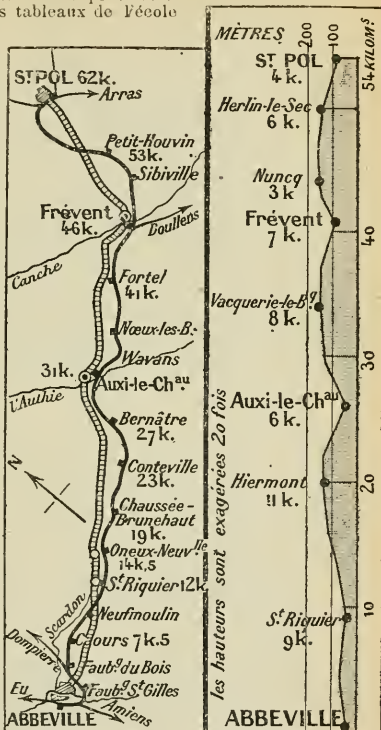 s tableaux de l'école
ST POL 62k.
Arras
Petit-Houvin
53k.
Sibiville
Frévent
46k.
Doullens
Canche
Fortel
41k.
Nœux-les-B.
Wavans
31k.
Auxi-le-Chau
l'Authie
Bernâtre
27k.
Conteville
23k.
N
Chaussée-
Brunehaut
19k.
Oneux-Neuvlle
14k,5
St Riquier 12k
Scardon
Neufmoulin
Dompierre
Caours 7k,5
Faubg du Bois
Eu
Faubg St Gilles
ABBEVILLE
Amiens
MÈTRES
200
100
54 KILOMs
ST POL
4 k.
Herlin-le-Sec
6 k.
Nuncq
3 k
Frévent
7 k.
40
Vacquerie-le-Bg
8 k.
30
Auxi-le-Chau
6 k.
Hiermont
11 k.
20
St Riquier
9 k.
10
ABBEVILLE
les hauteurs sont exagérées 20 fois